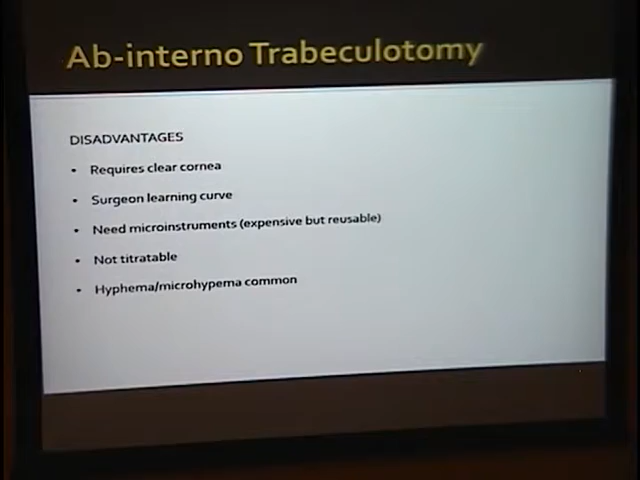 Ab-interno Trabeculotomy
DISADVANTAGES
• Requires clear cornea
• Surgeon learning curve
• Need microinstruments (expensive but reusable)
• Not titratable
• Hyphema/microhypema common